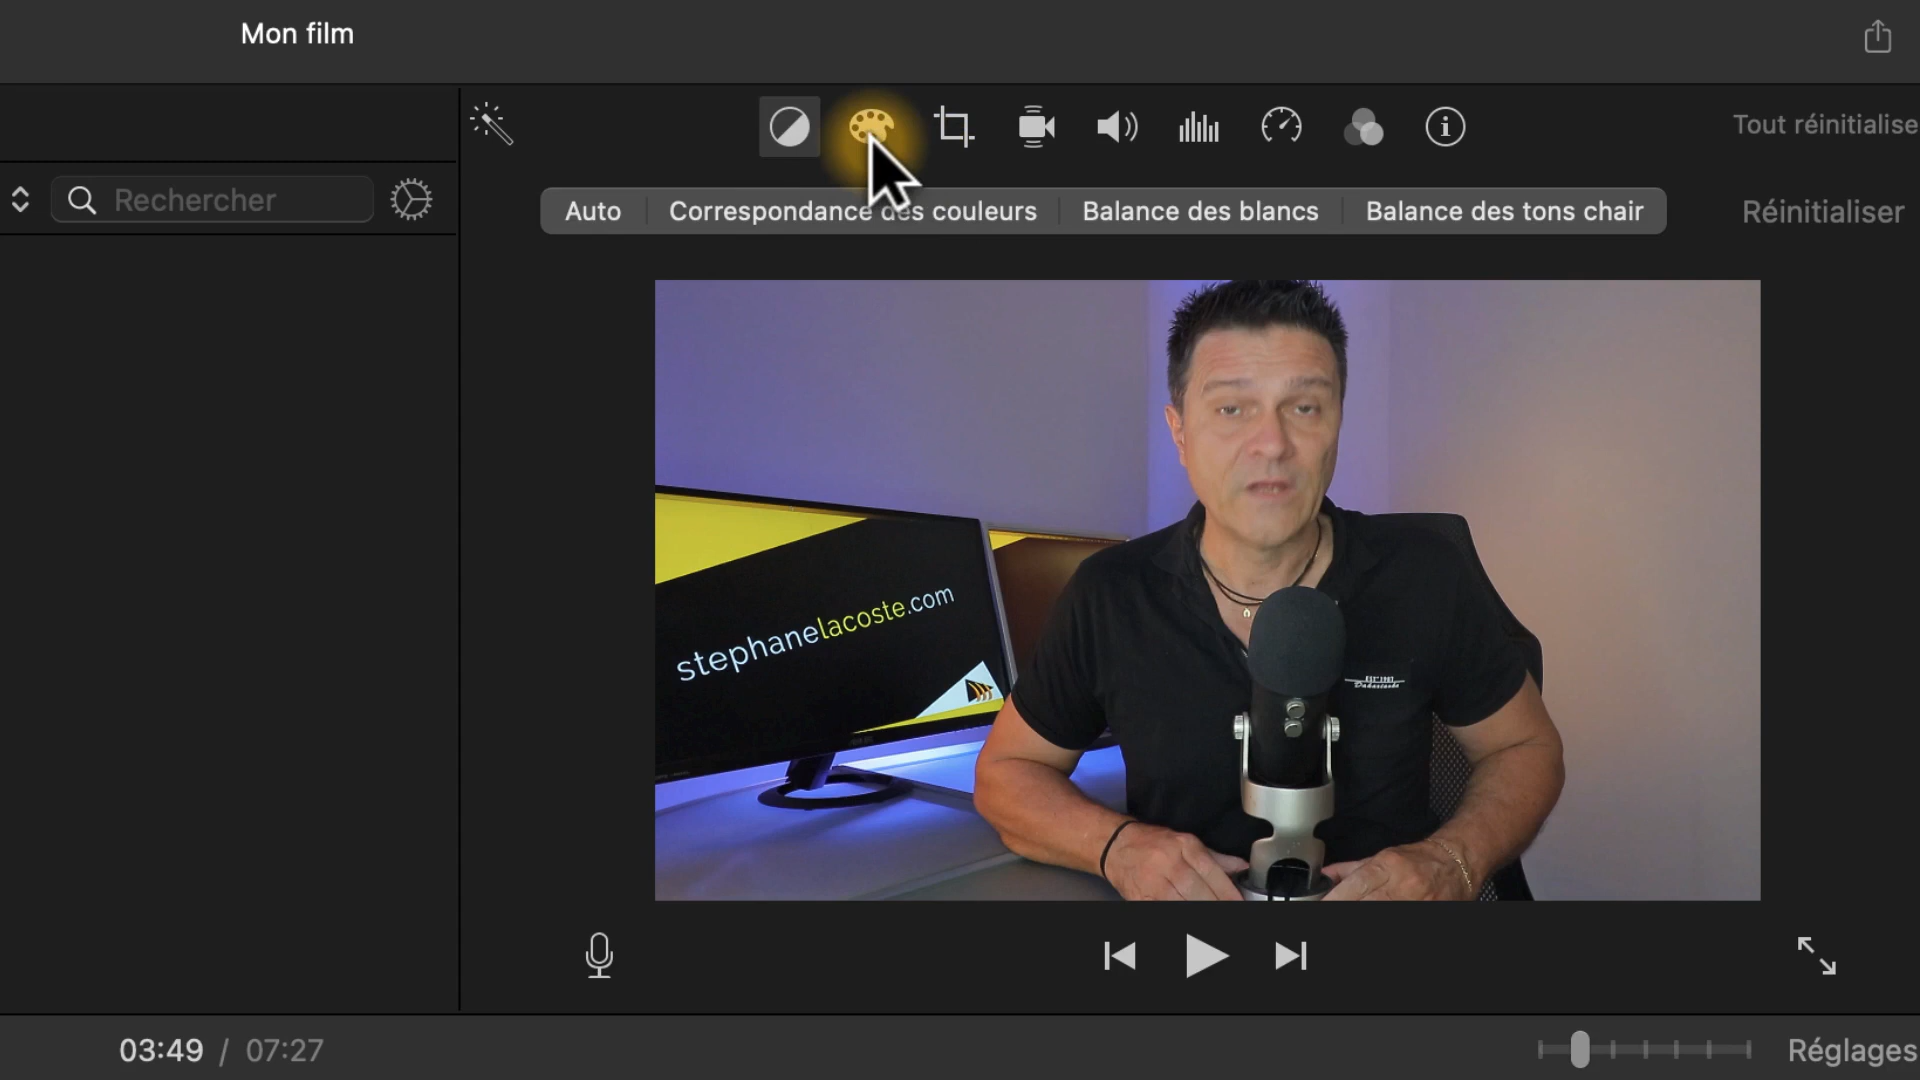 Mon film
Tout réinitialise
Rechercher
Auto
Correspondance des couleurs
Balance des blancs
Balance des tons chair
Réinitialiser
stephanelacoste.com
03:49 / 07:27
Réglages